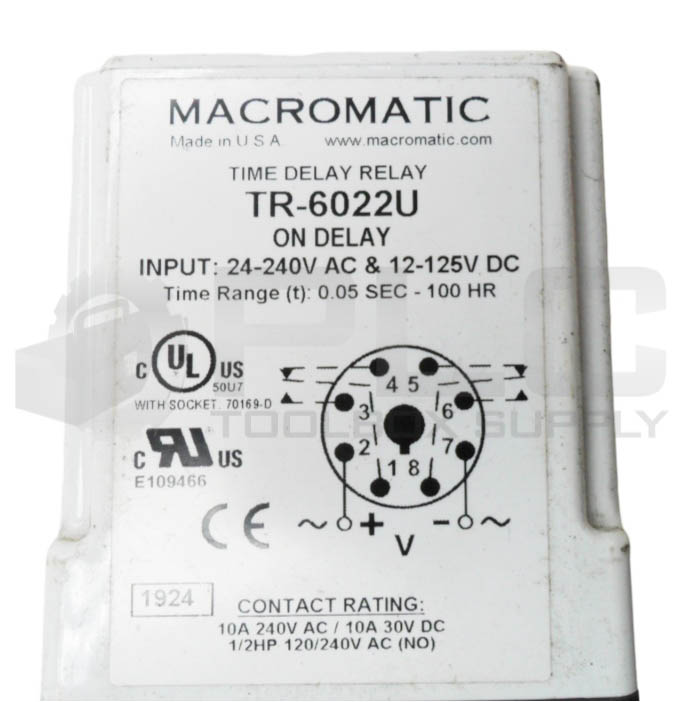 MACROMATIC
Made in U.S.A. www.macromatic.com
TIME DELAY RELAY
TR-6022U
ON DELAY
INPUT: 24-240V AC & 12-125V DC
Time Range (t): 0.05 SEC - 100 HR
PLC
TOOLBOX SUPPLY
C UL US
50U7
WITH SOCKET. 70169-D
C RU US
E109466
CE
4 5
3 6
2 7
1 8
~ + - ~
V
1924
CONTACT RATING:
10A 240V AC / 10A 30V DC
1/2HP 120/240V AC (NO)